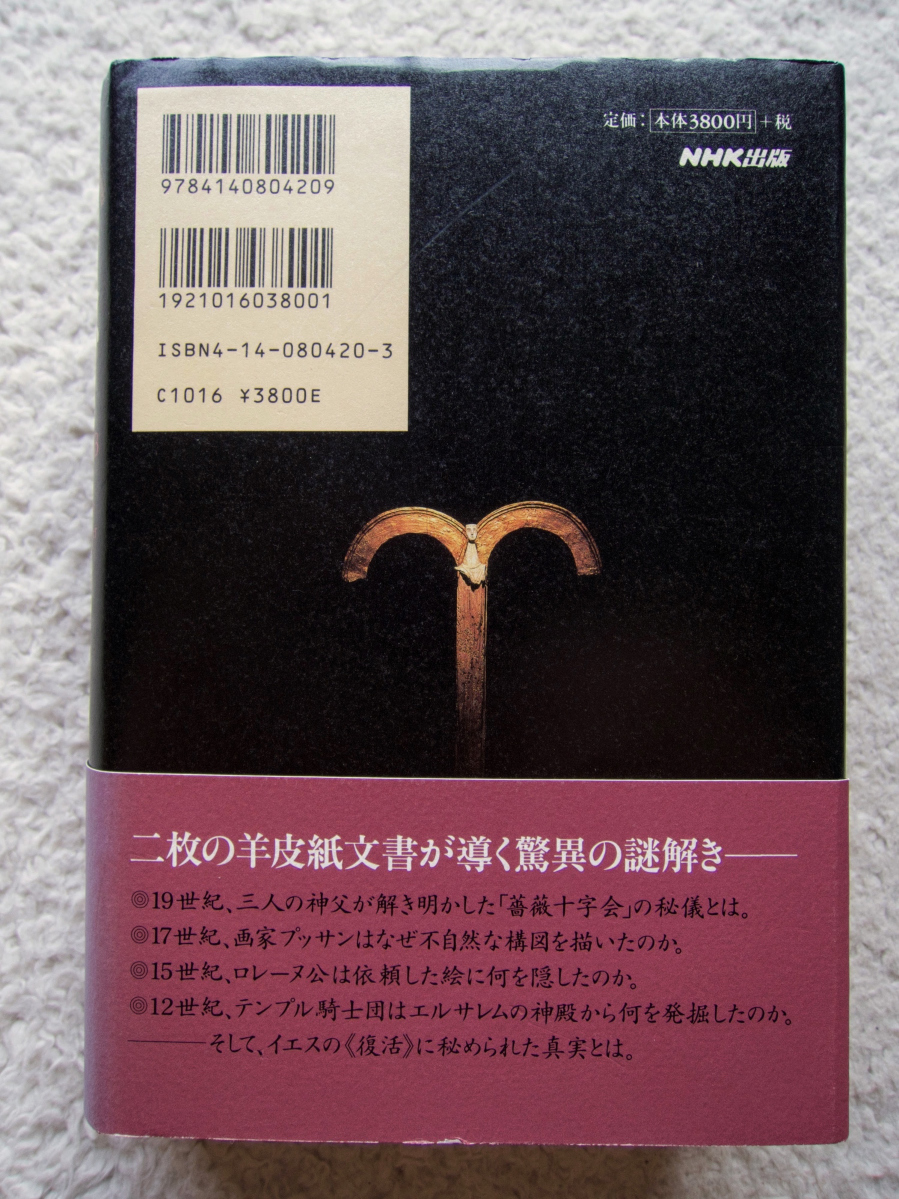 9784140804209
1921016038001
ISBN4-14-080420-3
C1016 ¥3800E
定価：本体3800円+税
NHK出版
二枚の羊皮紙文書が導く驚異の謎解き――
◎19世紀、三人の神父が解き明かした「薔薇十字会」の秘儀とは。
◎17世紀、画家プッサンはなぜ不自然な構図を描いたのか。
◎15世紀、ロレーヌ公は依頼した絵に何を隠したのか。
◎12世紀、テンプル騎士団はエルサレムの神殿から何を発掘したのか。
――そして、イエスの《復活》に秘められた真実とは。